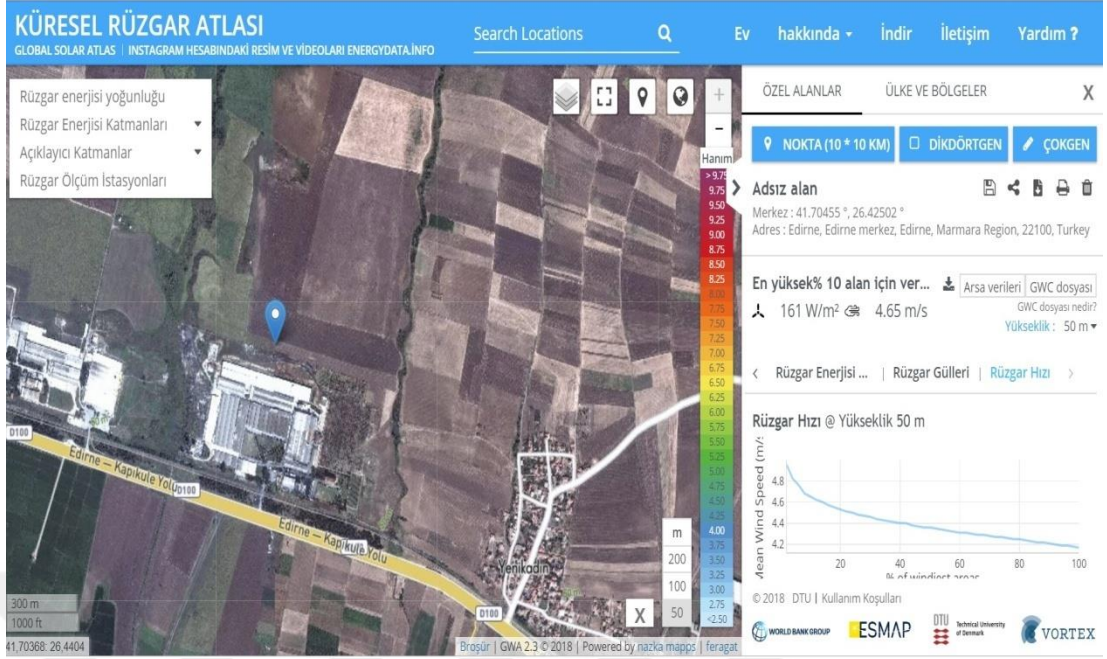 KÜRESEL RÜZGAR ATLASI
GLOBAL SOLAR ATLAS | INSTAGRAM HESABINDAKİ RESİM VE VİDEOLARI ENERGYDATA.İNFO
Search Locations
Ev hakkında İndir İletişim Yardım ?
Rüzgar enerjisi yoğunluğu
Rüzgar Enerjisi Katmanları
Açıklayıcı Katmanlar
Rüzgar Ölçüm İstasyonları
+
-
Hanım
> 9.75
9.75
9.50
9.25
9.00
8.75
8.50
8.25
8.00
7.75
7.50
7.25
7.00
6.75
6.50
6.25
6.00
5.75
5.50
5.25
5.00
4.75
4.50
4.25
4.00
3.75
3.50
3.25
3.00
2.75
<2.50
m
200
100
50
X
D100
Edirne — Kapıkule Yolu
D100
Edirne — Kapıkule Yolu
Yenikadın
D100
300 m
1000 ft
41,70368: 26,4404
Broşür | GWA 2.3 © 2018 | Powered by nazka mapps | feragat
ÖZEL ALANLAR ÜLKE VE BÖLGELER X
NOKTA (10 * 10 KM) DİKDÖRTGEN ÇOKGEN
Adsız alan
Merkez : 41.70455 °, 26.42502 °
Adres : Edirne, Edirne merkez, Edirne, Marmara Region, 22100, Turkey
En yüksek% 10 alan için ver... Arsa verileri GWC dosyası
GWC dosyası nedir?
161 W/m² 4.65 m/s
Yükseklik : 50 m
‹ Rüzgar Enerjisi ... | Rüzgar Gülleri | Rüzgar Hızı ›
Rüzgar Hızı @ Yükseklik 50 m
Mean Wind Speed (m/s
4.8
4.6
4.4
4.2
20 40 60 80 100
% of windiest areas
© 2018 DTU | Kullanım Koşulları
WORLD BANK GROUP
ESMAP
DTU Technical University of Denmark
VORTEX